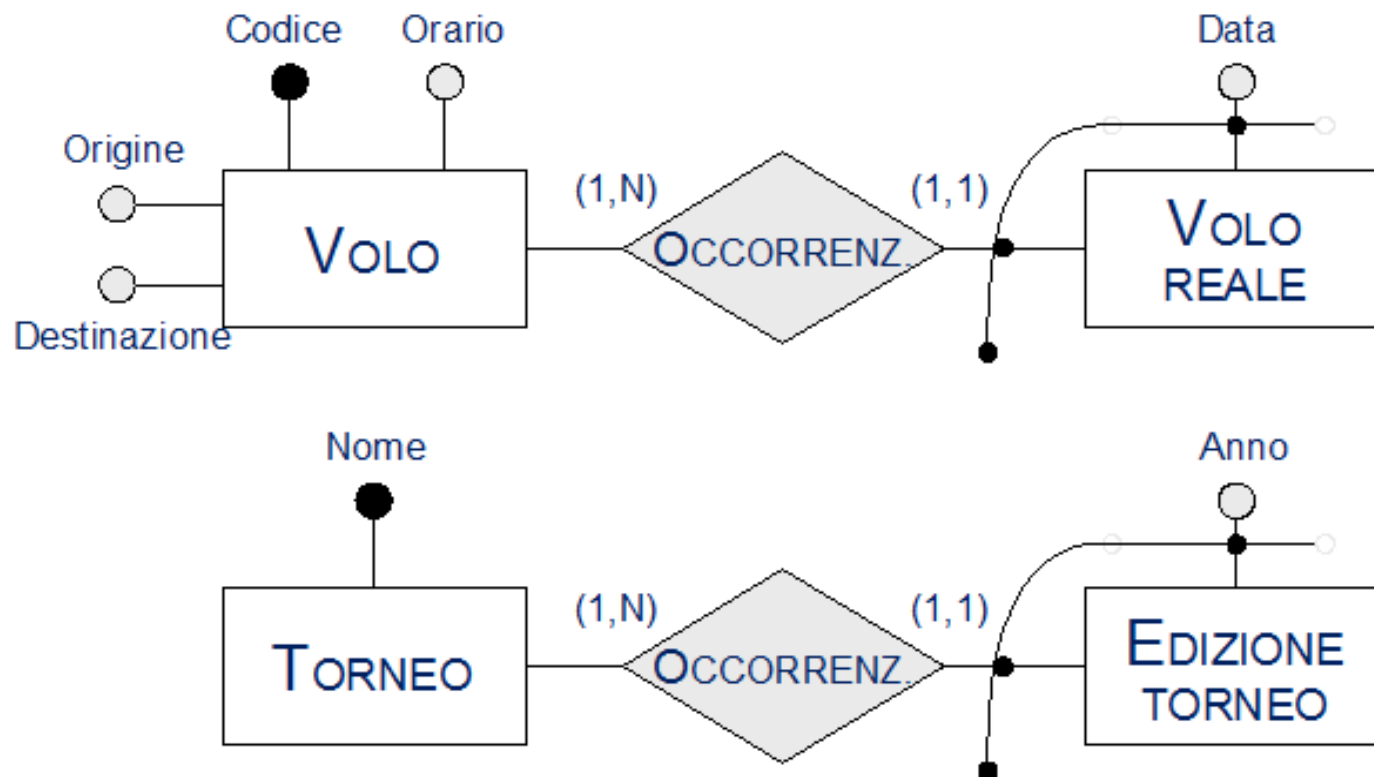 Codice Orario Data
Origine
(1,N) (1,1)
VOLO OCCORRENZ. VOLO
REALE
Destinazione
Nome Anno
(1,N) (1,1)
TORNEO OCCORRENZ. EDIZIONE
TORNEO